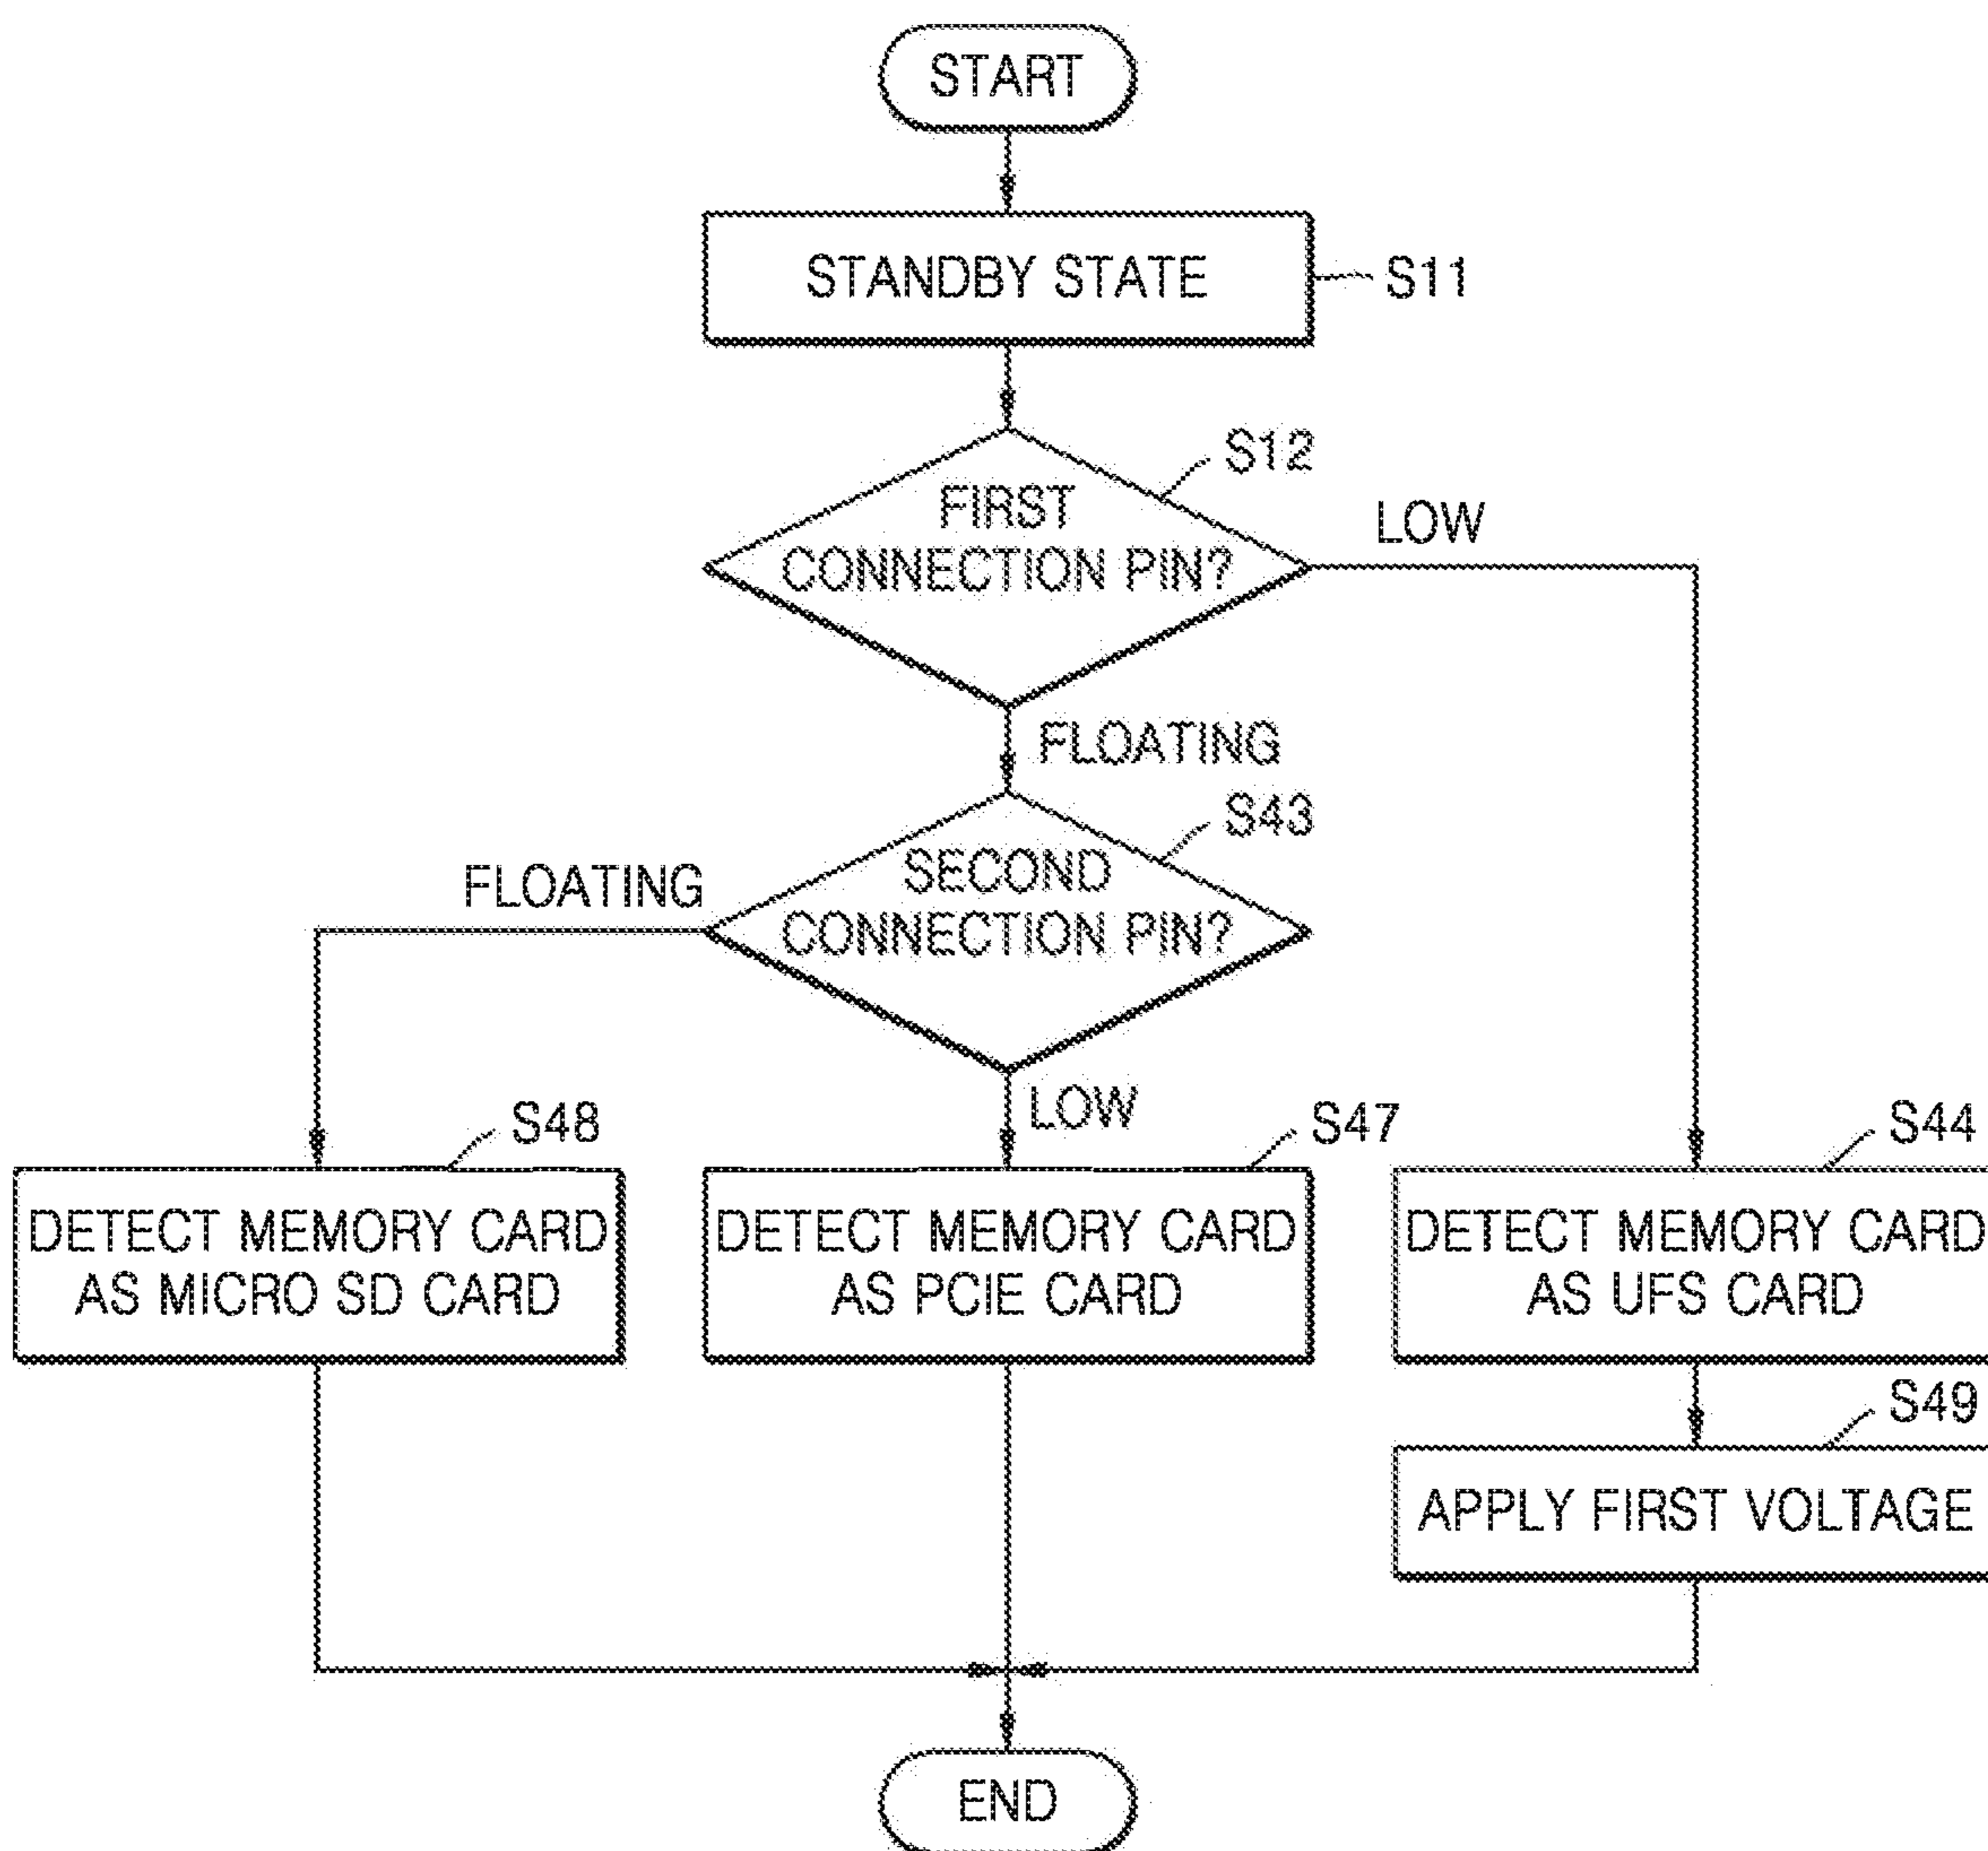 START
STANDBY STATE
S11
S12
FIRST
CONNECTION PIN?
LOW
FLOATING
S43
SECOND
CONNECTION PIN?
FLOATING
LOW
S48
DETECT MEMORY CARD
AS MICRO SD CARD
S47
DETECT MEMORY CARD
AS PCIE CARD
S44
DETECT MEMORY CARD
AS UFS CARD
S49
APPLY FIRST VOLTAGE
END